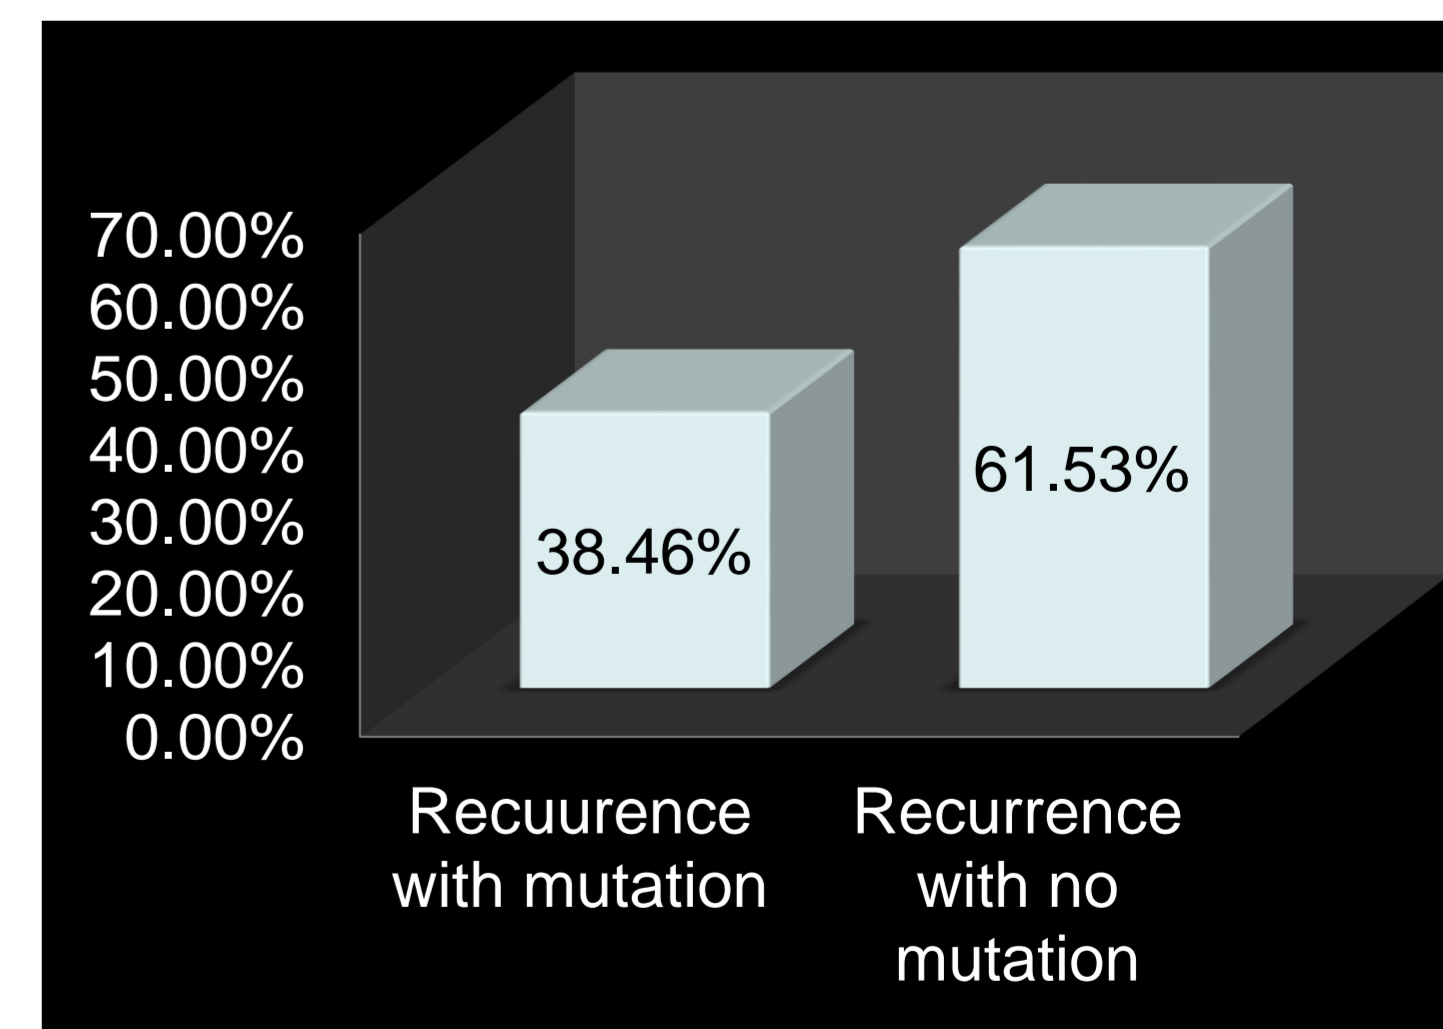 70.00%
60.00%
50.00%
40.00%
30.00%
20.00%
10.00%
0.00%
38.46%
61.53%
Recuurence
with mutation
Recurrence
with no
mutation